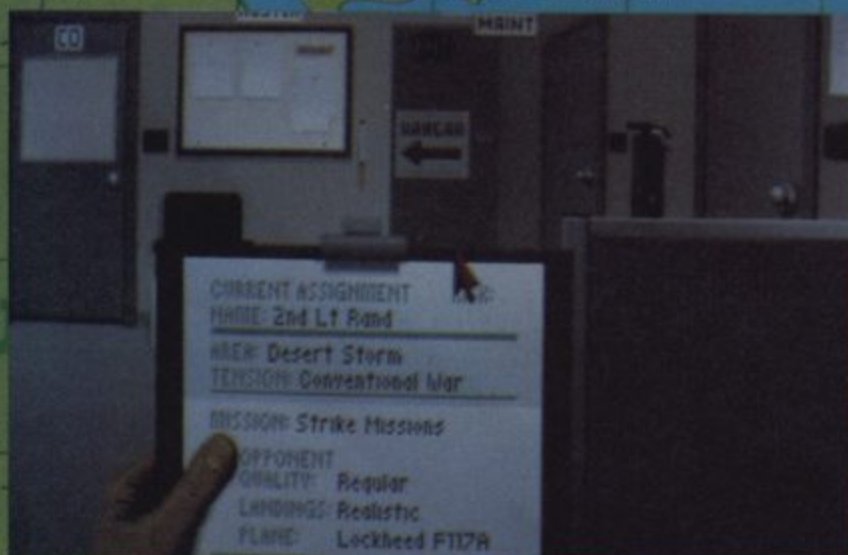 CO
ROSTER
MAINT
HANGAR
CURRENT ASSIGNMENT
NAME: 2nd Lt Rand
AREA: Desert Storm
TENSION: Conventional War
MISSION: Strike Missions
OPPONENT
QUALITY: Regular
LANDINGS: Realistic
PLANE: Lockheed F117A